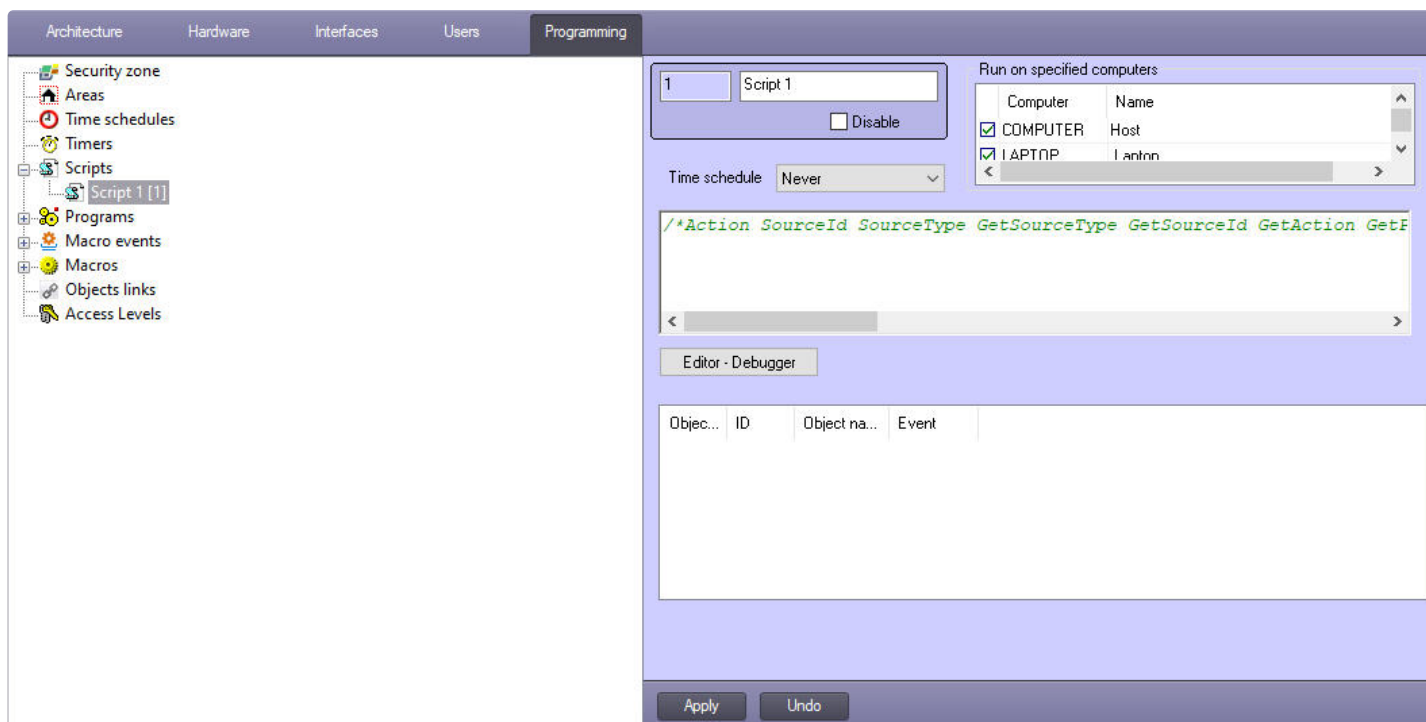 Architecture Hardware Interfaces Users Programming
Security zone
Areas
Time schedules
Timers
Scripts
Script 1 [1]
Programs
Macro events
Macros
Objects links
Access Levels
1 Script 1
Disable
Run on specified computers
Computer Name
COMPUTER Host
LAPTOP Laptop
Time schedule Never
/*Action SourceId SourceType GetSourceType GetSourceId GetAction
Editor - Debugger
Objec... ID Object na... Event
Apply Undo